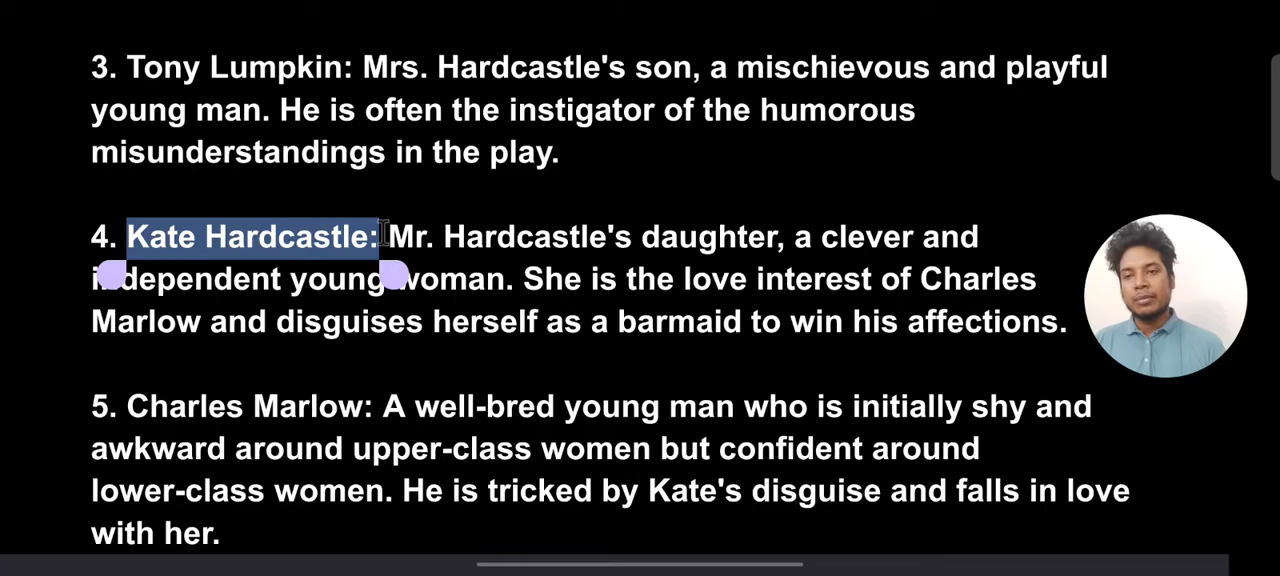 3. Tony Lumpkin: Mrs. Hardcastle's son, a mischievous and playful
young man. He is often the instigator of the humorous
misunderstandings in the play.
4. Kate Hardcastle: Mr. Hardcastle's daughter, a clever and
independent young woman. She is the love interest of Charles
Marlow and disguises herself as a barmaid to win his affections.
5. Charles Marlow: A well-bred young man who is initially shy and
awkward around upper-class women but confident around
lower-class women. He is tricked by Kate's disguise and falls in love
with her.